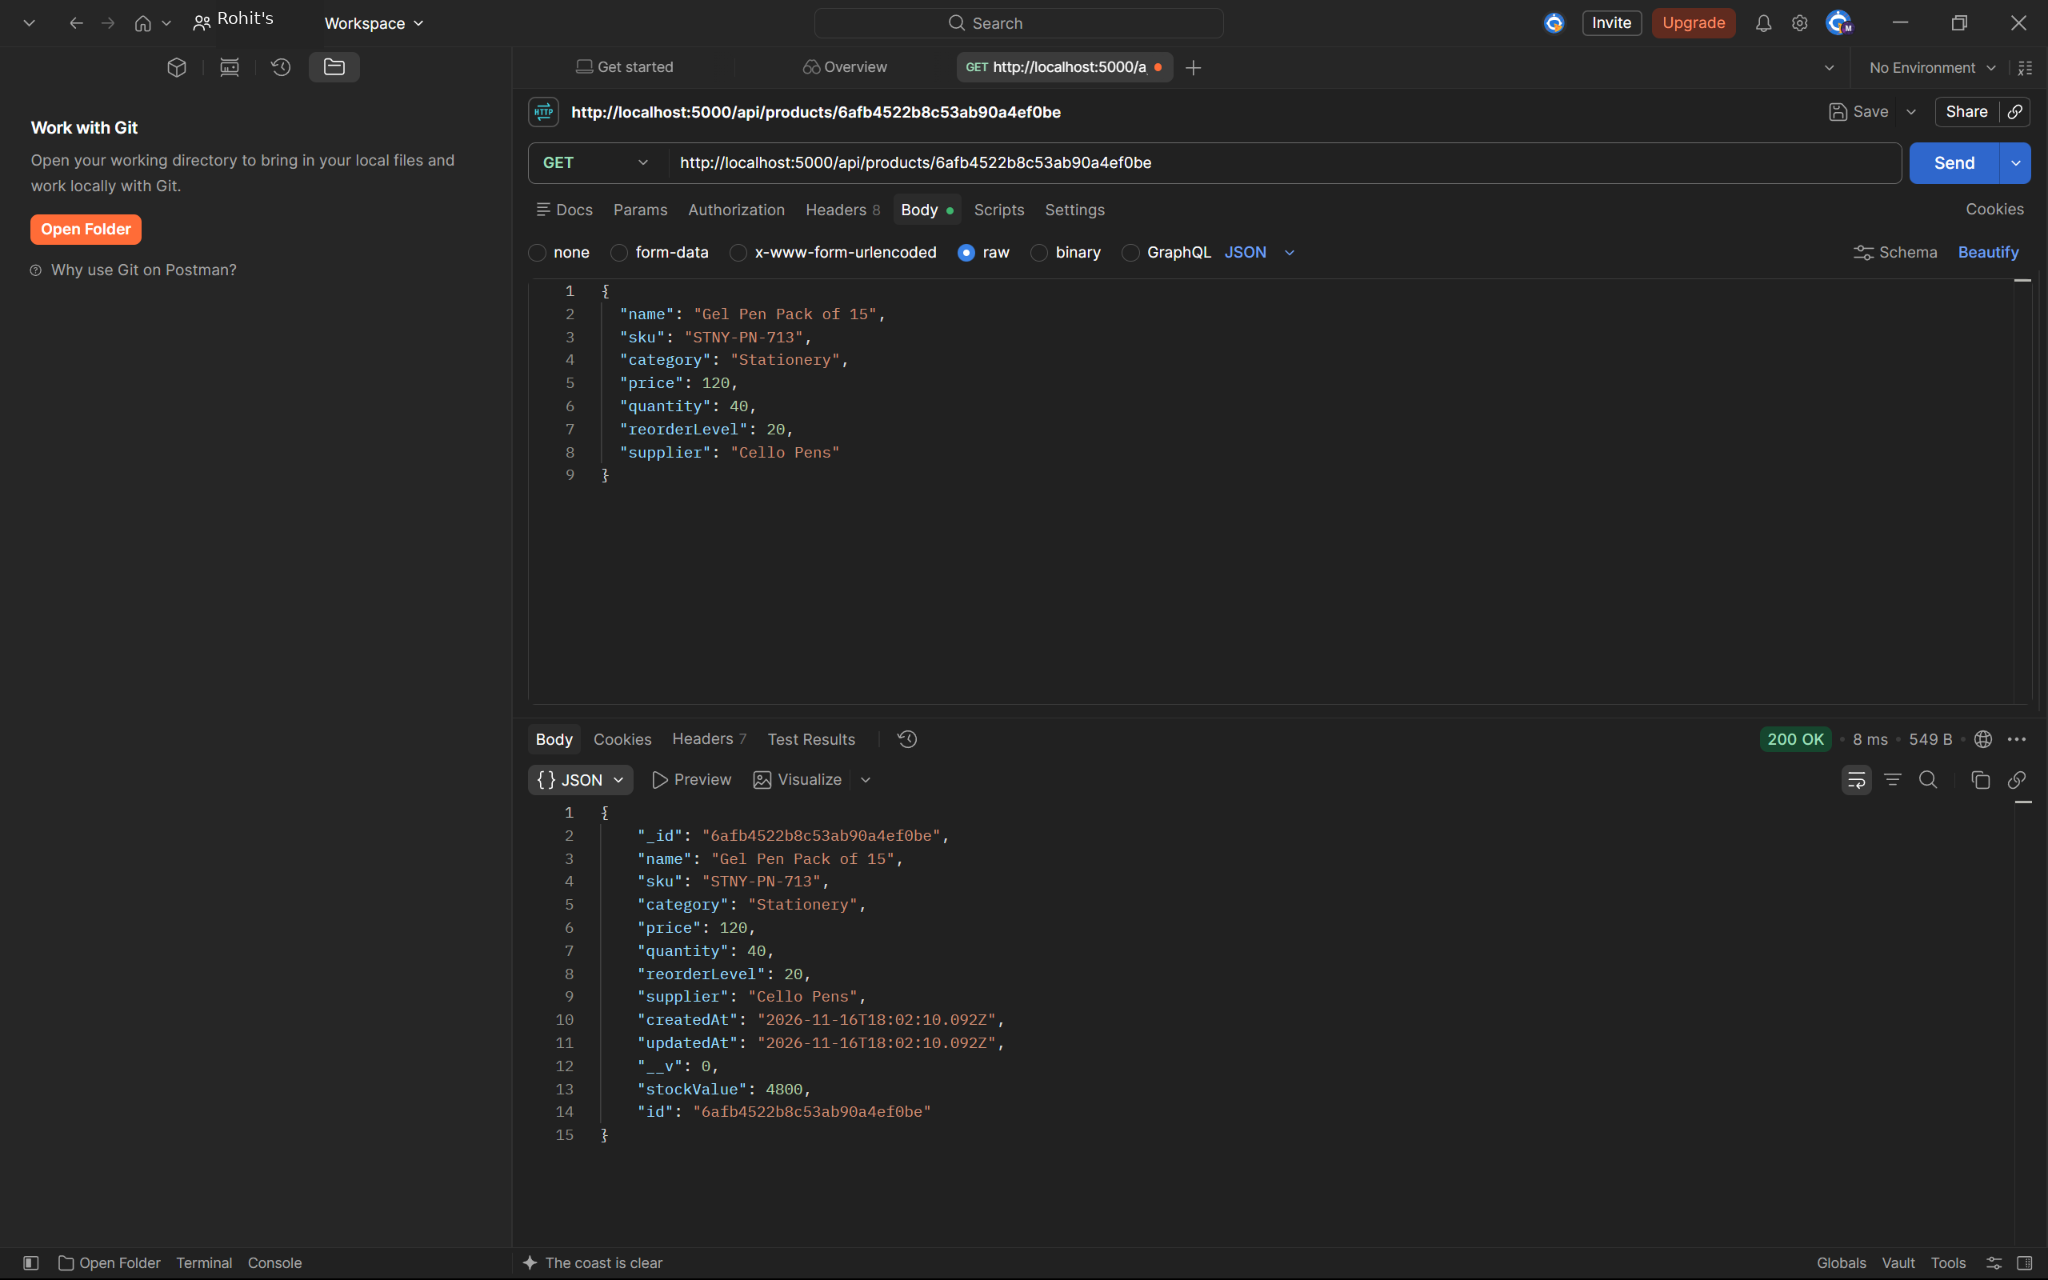 Rohit's Workspace
Search
Invite
Upgrade
Get started
Overview
GET http://localhost:5000/a
No Environment
Work with Git
Open your working directory to bring in your local files and
work locally with Git.
Open Folder
Why use Git on Postman?
HTTP http://localhost:5000/api/products/6afb4522b8c53ab90a4ef0be
Save
Share
GET http://localhost:5000/api/products/6afb4522b8c53ab90a4ef0be
Send
Docs Params Authorization Headers 8 Body Scripts Settings
Cookies
none form-data x-www-form-urlencoded raw binary GraphQL JSON
Schema Beautify
1 {
2 "name": "Gel Pen Pack of 15",
3 "sku": "STNY-PN-713",
4 "category": "Stationery",
5 "price": 120,
6 "quantity": 40,
7 "reorderLevel": 20,
8 "supplier": "Cello Pens"
9 }
Body Cookies Headers 7 Test Results
200 OK • 8 ms • 549 B
{} JSON Preview Visualize
1 {
2 "_id": "6afb4522b8c53ab90a4ef0be",
3 "name": "Gel Pen Pack of 15",
4 "sku": "STNY-PN-713",
5 "category": "Stationery",
6 "price": 120,
7 "quantity": 40,
8 "reorderLevel": 20,
9 "supplier": "Cello Pens",
10 "createdAt": "2026-11-16T18:02:10.092Z",
11 "updatedAt": "2026-11-16T18:02:10.092Z",
12 "__v": 0,
13 "stockValue": 4800,
14 "id": "6afb4522b8c53ab90a4ef0be"
15 }
Open Folder Terminal Console
The coast is clear
Globals Vault Tools